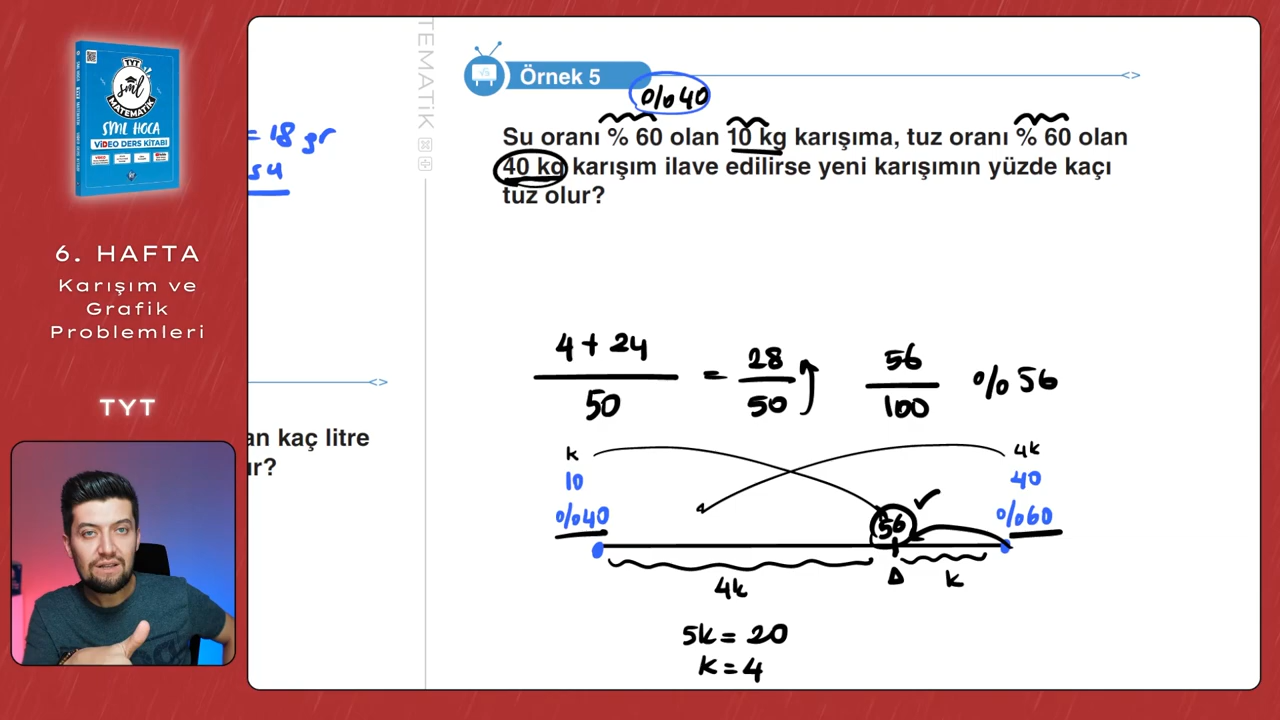 TYT
sml
MATEMATİK
SML HOCA
VİDEO DERS KİTABI
6. HAFTA
Karışım ve
Grafik
Problemleri
TYT
= 18 gr
54
an kaç litre
ır?
TEMATİK
Örnek 5
%40
Su oranı % 60 olan 10 kg karışıma, tuz oranı % 60 olan
40 kg karışım ilave edilirse yeni karışımın yüzde kaçı
tuz olur?
4 + 24
50
= 28
50
56
100
%56
k
4k
10
40
%40
56
%60
4k
k
5k = 20
k = 4